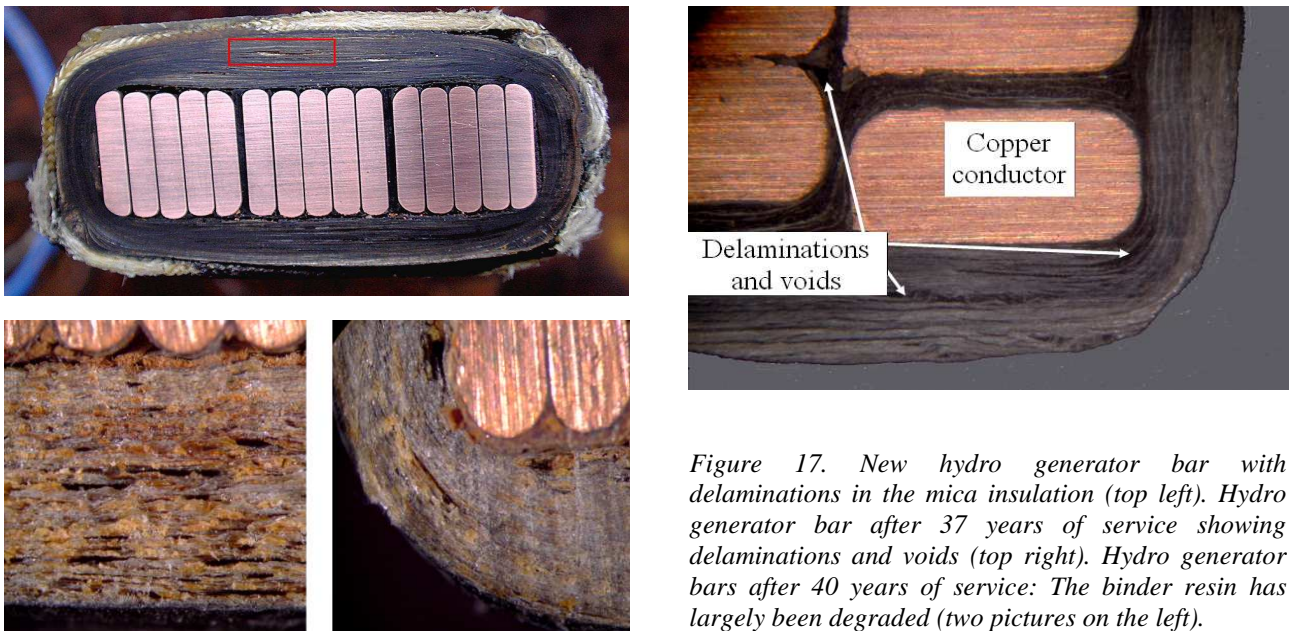 Copper
conductor
Delaminations
and voids
Figure 17. New hydro generator bar with
delaminations in the mica insulation (top left). Hydro
generator bar after 37 years of service showing
delaminations and voids (top right). Hydro generator
bars after 40 years of service: The binder resin has
largely been degraded (two pictures on the left).